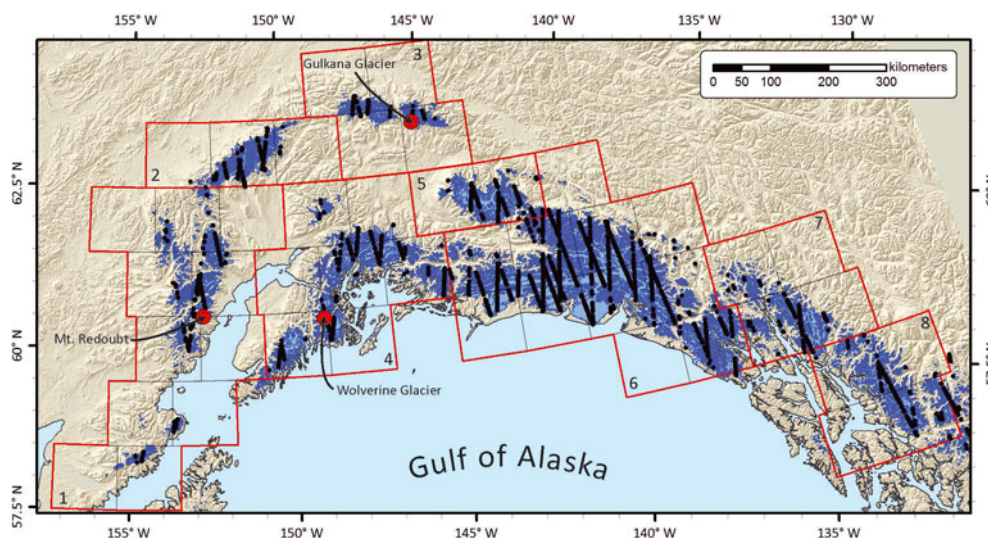 155° W 150° W 145° W 140° W 135° W 130° W
Gulkana Glacier
3
kilometers
0 50 100 200 300
62.5° N
2
5
7
Mt. Redoubt
60° N
8
4
6
Wolverine Glacier
Gulf of Alaska
57.5° N
1
155° W 150° W 145° W 140° W 135° W